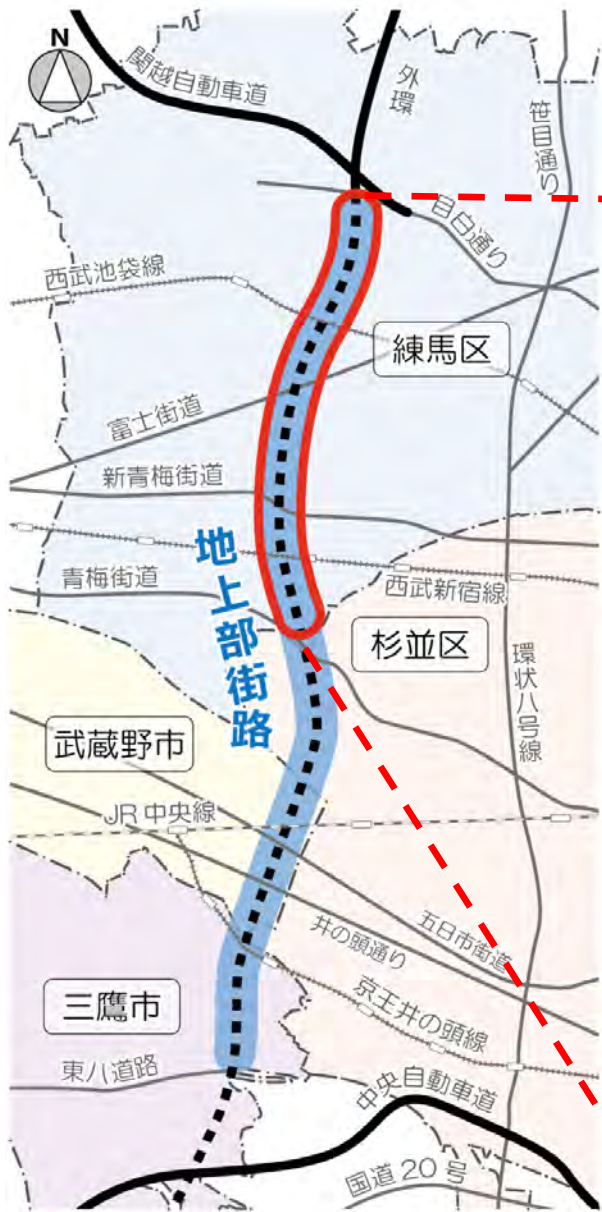 N
関越自動車道
外環
笹目通り
目白通り
西武池袋線
練馬区
富士街道
新青梅街道
青梅街道
西武新宿線
地上部街路
杉並区
環状八号線
武蔵野市
JR中央線
五日市街道
井の頭通り
京王井の頭線
三鷹市
東八道路
中央自動車道
国道20号